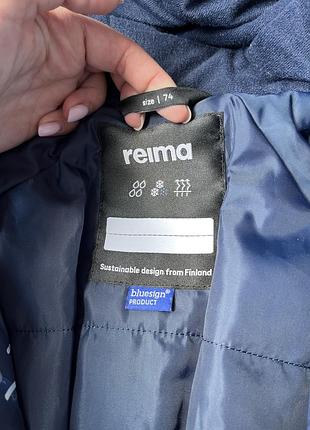 size | 74
reima
Sustainable design from Finland
bluesign®
PRODUCT